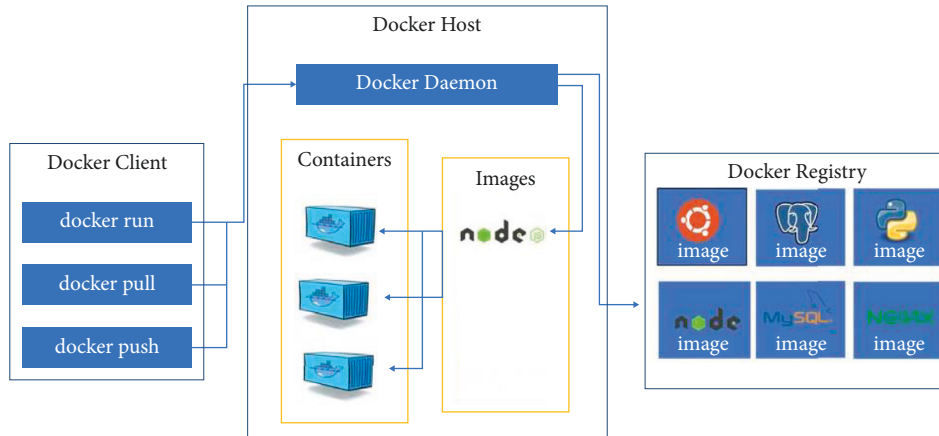 Docker Host
Docker Daemon
Docker Client
docker run
docker pull
docker push
Containers
Images
node
Docker Registry
image
image
image
node
image
MySQL
image
NGINX
image